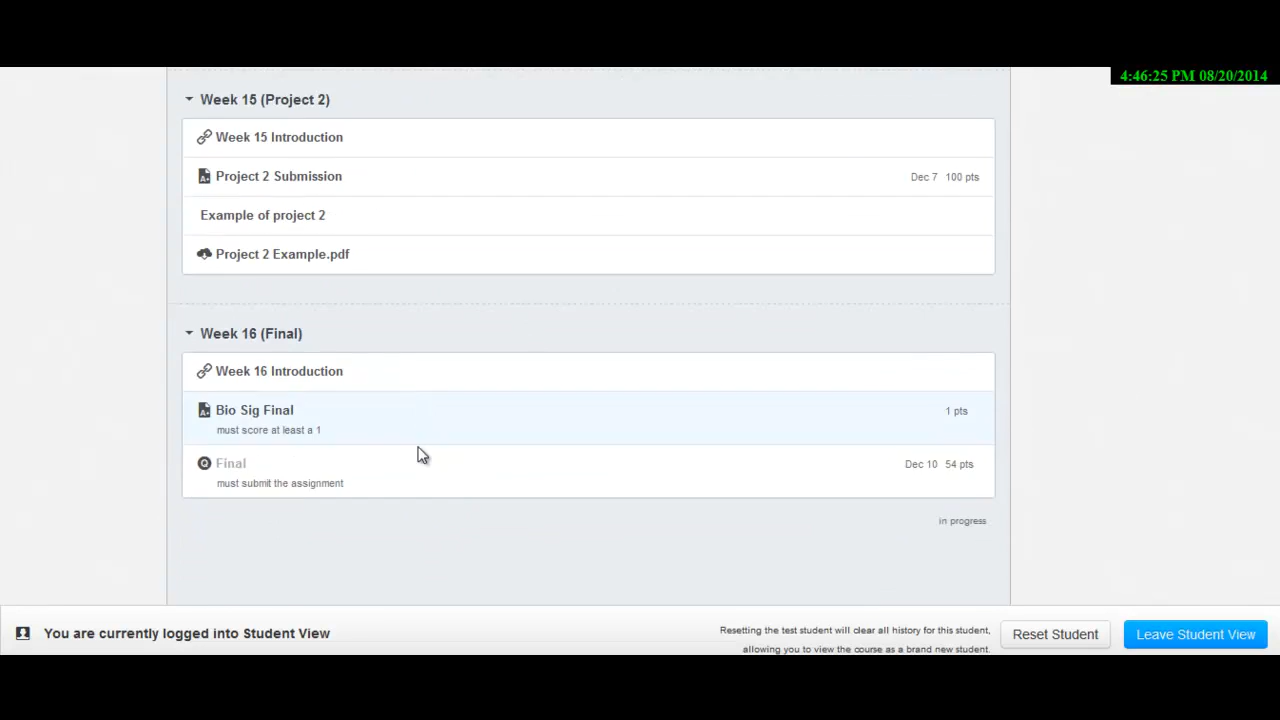 4:46:25 PM 08/20/2014
Week 15 (Project 2)
Week 15 Introduction
Project 2 Submission
Dec 7 100 pts
Example of project 2
Project 2 Example.pdf
Week 16 (Final)
Week 16 Introduction
Bio Sig Final
1 pts
must score at least a 1
Final
Dec 10 54 pts
must submit the assignment
in progress
You are currently logged into Student View
Resetting the test student will clear all history for this student,
allowing you to view the course as a brand new student.
Reset Student
Leave Student View